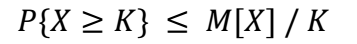 P{X ≥ K} ≤ M[X] / K